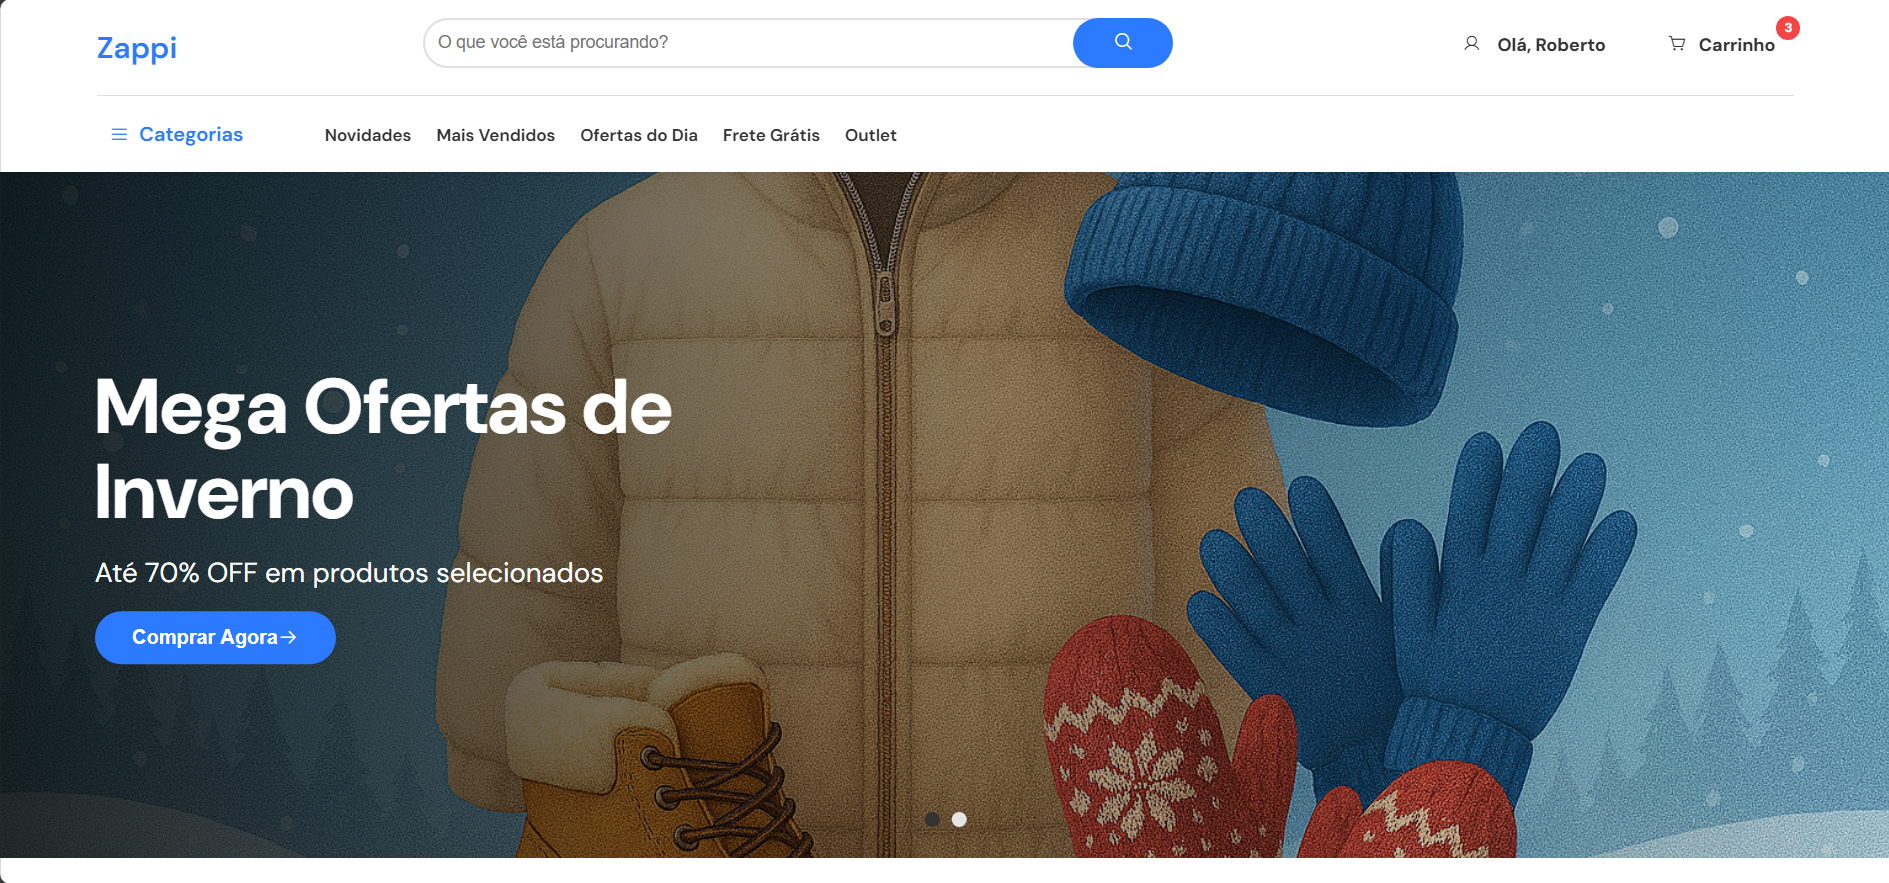 Zappi
O que você está procurando?
Olá, Roberto
Carrinho
3
Categorias
Novidades
Mais Vendidos
Ofertas do Dia
Frete Grátis
Outlet
Mega Ofertas de
Inverno
Até 70% OFF em produtos selecionados
Comprar Agora→